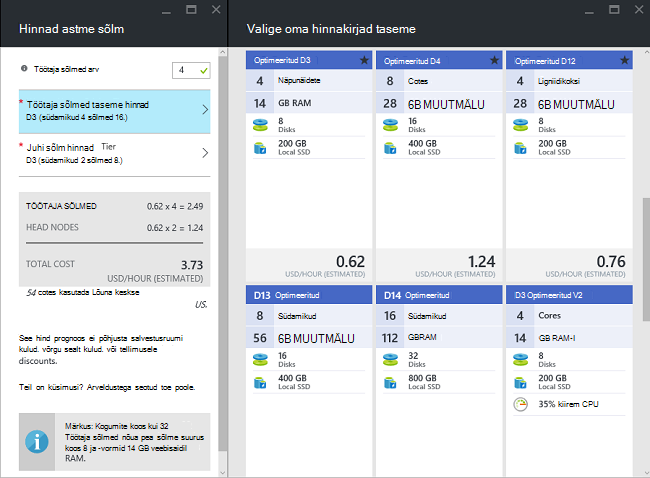 Hinnad astme sõlm
Töötaja sõlmed arv
4
* Töötaja sõlmed taseme hinnad
D3 (südamikud 4 sõlmed 16.)
* Juhi sõlm hinnad Tier
D3 (südamikud 2 sõlmed 8.)
TÖÖTAJA SÕLMED 0.62 x 4 = 2.49
HEAD NODES 0.62 x 2 = 1.24
TOTAL COST 3.73
USD/HOUR (ESTIMATED)
54 cotes kasutada Lõuna keskse
US.
See hind prognoos ei põhjusta salvestusruumi
kulud. võrgu sealt kulud. või tellimusele
discounts.
Teil on küsimusi? Arveldustega seotud toe poole.
Märkus: Kogumite koos kui 32
Töötaja sõlmed nõua pea sõlme suurus
koos 8 ja -vormid 14 GB veebisaidil
RAM.
Valige oma hinnakirjad taseme
Optimeeritud D3
4 Näpunäidete
14 GB RAM
8
Disks
200 GB
Local SSD
0.62
USD/HOUR (ESTIMATED)
Optimeeritud D4
8 Cotes
28 6B MUUTMÄLU
16
Disks
400 GB
Local SSD
1.24
USD/HOUR (ESTIMATED)
Optimeeritud D12
4 Ligniidikoksi
28 6B MUUTMÄLU
8
Disks
200 GB
Local SSD
0.76
USD/HOUR (ESTIMATED)
D13 Optimeeritud
8 Südamikud
56 6B MUUTMÄLU
16
Disks
400 GB
Local SSD
D14 Optimeeritud
16 Südamikud
112 GBRAM
32
Disks
800 GB
Local SSD
D3 Optimeeritud V2
4 Cores
14 GB RAM-I
8
Disks
200 GB
Local SSD
35% kiirem CPU